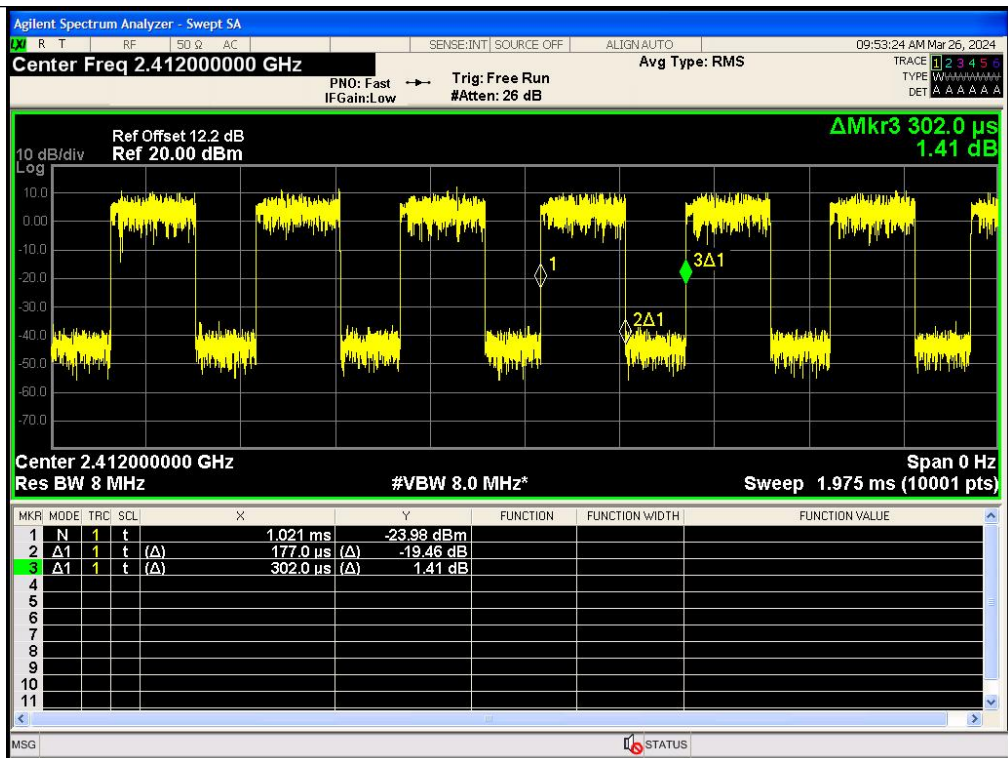 Agilent Spectrum Analyzer - Swept SA
LXI R T RF 50 Ω AC SENSE:INT SOURCE OFF ALIGN AUTO 09:53:24 AM Mar 26, 2024
Center Freq 2.412000000 GHz Avg Type: RMS TRACE 1 2 3 4 5 6
PNO: Fast Trig: Free Run TYPE W
IFGain:Low #Atten: 26 dB DET A A A A A A
ΔMkr3 302.0 µs
1.41 dB
Ref Offset 12.2 dB
10 dB/div Ref 20.00 dBm
Log
10.0
0.00
-10.0
-20.0
-30.0
-40.0
-50.0
-60.0
-70.0
1
3Δ1
2Δ1
Center 2.412000000 GHz Span 0 Hz
Res BW 8 MHz #VBW 8.0 MHz* Sweep 1.975 ms (10001 pts)
MKR MODE TRC SCL X Y FUNCTION FUNCTION WIDTH FUNCTION VALUE
1 N 1 t 1.021 ms -23.98 dBm
2 Δ1 1 t (Δ) 177.0 µs (Δ) -19.46 dB
3 Δ1 1 t (Δ) 302.0 µs (Δ) 1.41 dB
4
5
6
7
8
9
10
11
MSG STATUS